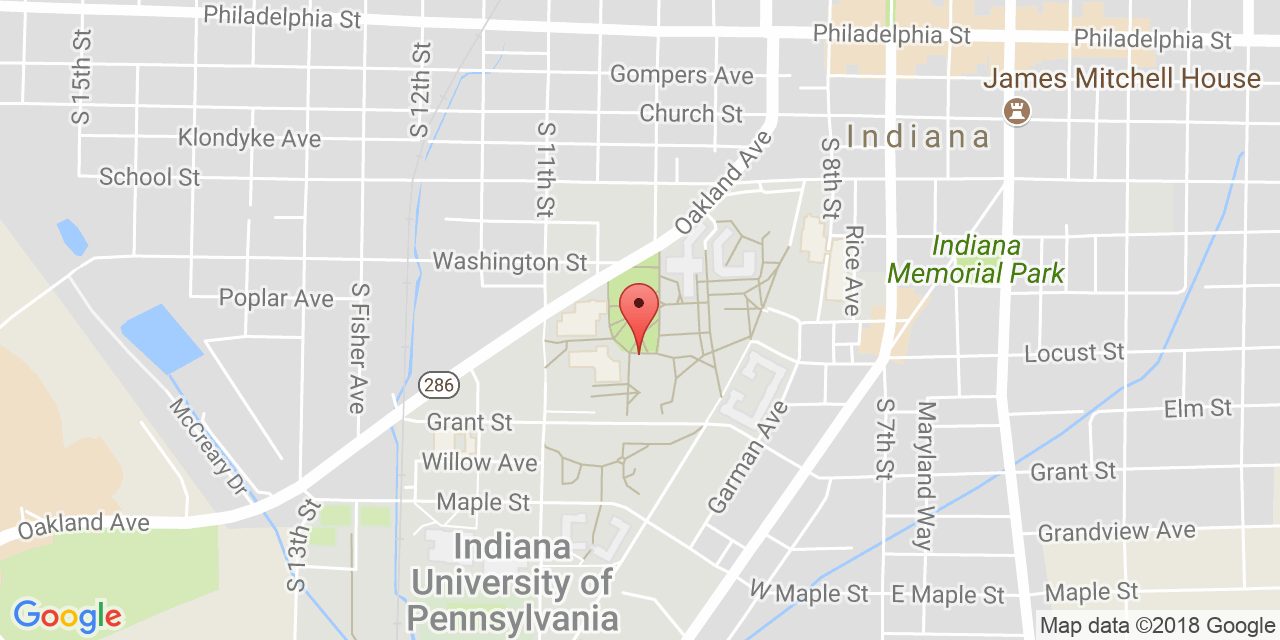 Philadelphia St
Philadelphia St
Philadelphia St
S 15th St
S 12th St
Gompers Ave
James Mitchell House
Church St
Klondyke Ave
Indiana
School St
S 11th St
Oakland Ave
S 8th St
Washington St
Rice Ave
Indiana
Memorial Park
Poplar Ave
S Fisher Ave
Locust St
286
McCreary Dr
Grant St
Garman Ave
S 7th St
Maryland Way
Elm St
Willow Ave
Grant St
Maple St
Oakland Ave
S 13th St
Grandview Ave
Indiana
University of
Pennsylvania
W Maple St
E Maple St
Maple St
Google
Map data ©2018 Google